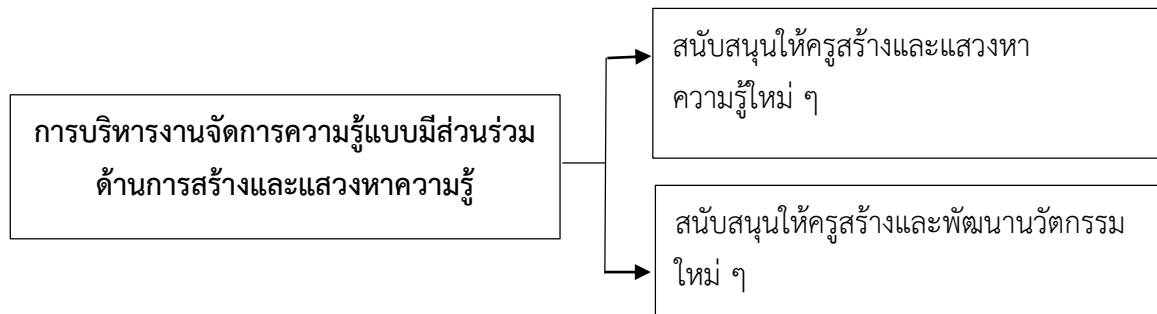 การบริหารงานจัดการความรู้แบบมีส่วนร่วม
ด้านการสร้างและแสวงหาความรู้
สนับสนุนให้ครูสร้างและแสวงหา
ความรู้ใหม่ ๆ
สนับสนุนให้ครูสร้างและพัฒนานวัตกรรม
ใหม่ ๆ